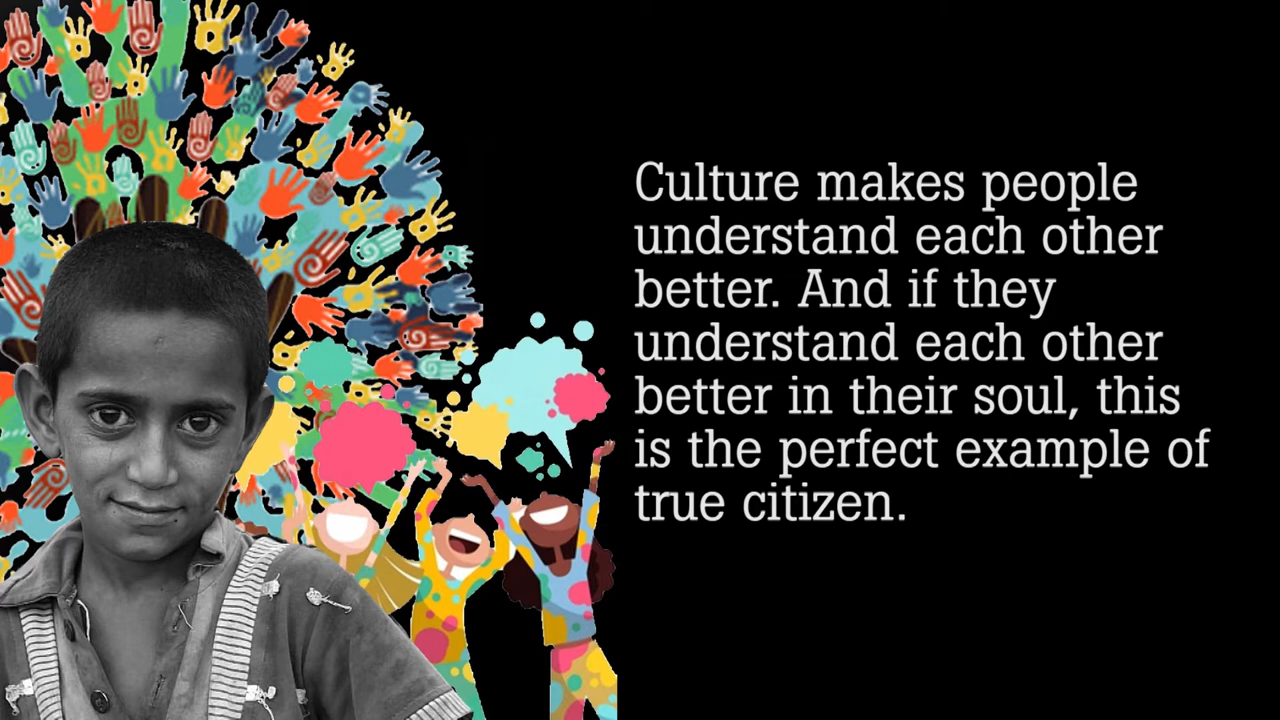 Culture makes people
understand each other
better. And if they
understand each other
better in their soul, this
is the perfect example of
true citizen.